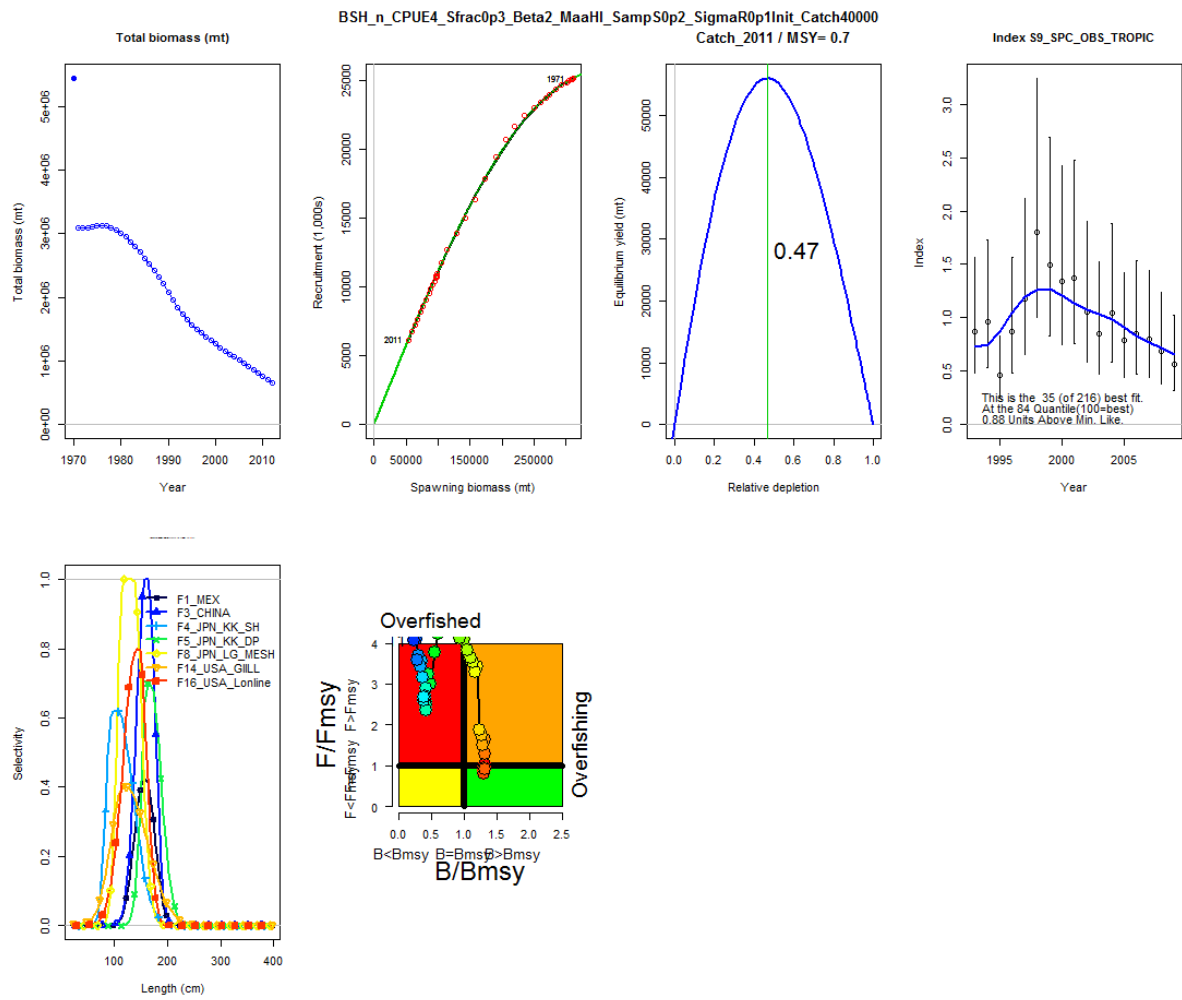 BSH_n_CPUE4_Sfrac0p3_Beta2_MaaHI_SampS0p2_SigmaR0p1Init_Catch40000
Total biomass (mt)
Catch_2011 / MSY= 0.7
Index S9_SPC_OBS_TROPIC
Total biomass (mt)
0e+00 1e+06 2e+06 3e+06 4e+06 5e+06
1970 1980 1990 2000 2010
Year
Recruitment (1,000s)
0 5000 10000 15000 20000 25000
1971
2011
0 50000 150000 250000
Spawning biomass (mt)
Equilibrium yield (mt)
0 10000 20000 30000 40000 50000
0.47
0.0 0.2 0.4 0.6 0.8 1.0
Relative depletion
Index
0.0 0.5 1.0 1.5 2.0 2.5 3.0
This is the 35 (of 216) best fit.
At the 84 Quantile(100=best)
0.88 Units Above Min. Like.
1995 2000 2005
Year
Selectivity
0.0 0.2 0.4 0.6 0.8 1.0
F1_MEX
F3_CHINA
F4_JPN_KK_SH
F5_JPN_KK_DP
F8_JPN_LG_MESH
F14_USA_GIILL
F16_USA_Lonline
100 200 300 400
Length (cm)
Overfished
F/Fmsy
F>Fmsy
0 1 2 3 4
Overfishing
0.0 0.5 1.0 1.5 2.0 2.5
B<Bmsy B=Bmsy B>Bmsy
B/Bmsy